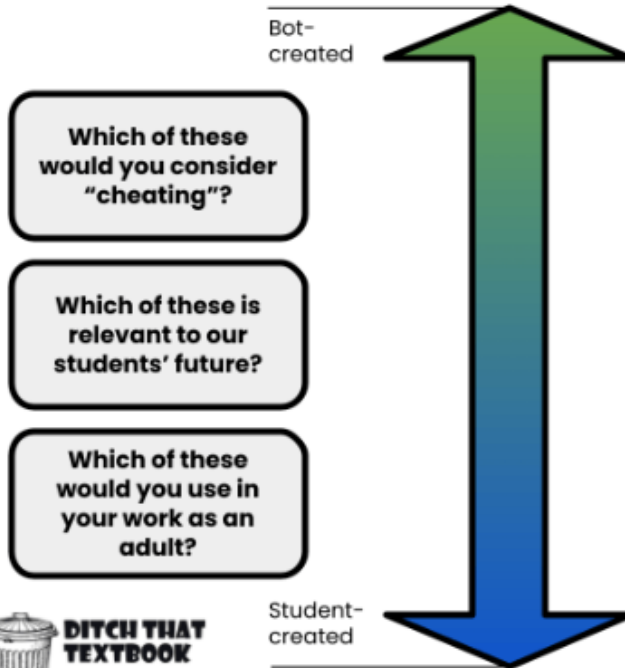 Bot-
created
Which of these
would you consider
“cheating”?
Which of these is
relevant to our
students’ future?
Which of these
would you use in
your work as an
adult?
Student-
created
DITCH THAT
TEXTBOOK